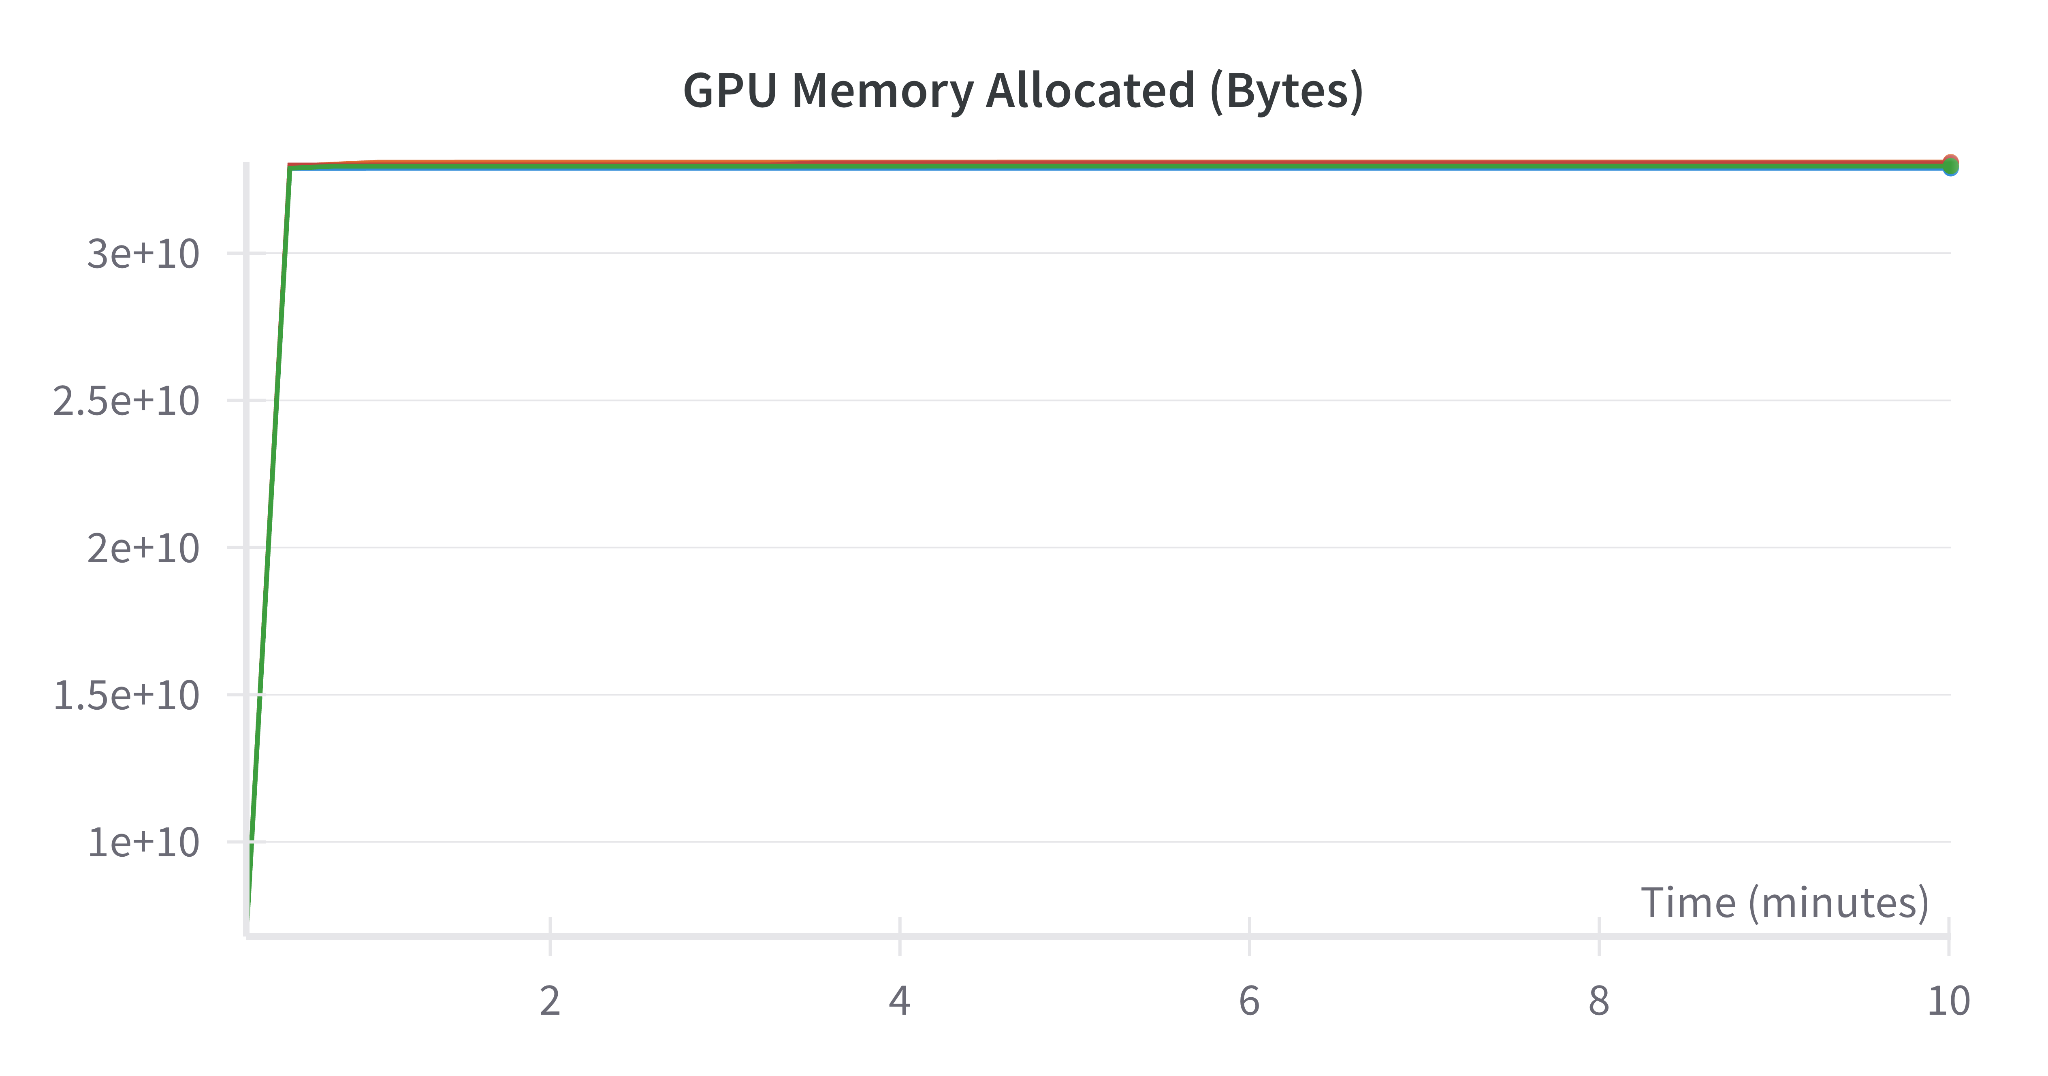 GPU Memory Allocated (Bytes)
3e+10
2.5e+10
2e+10
1.5e+10
1e+10
Time (minutes)
2 4 6 8 10